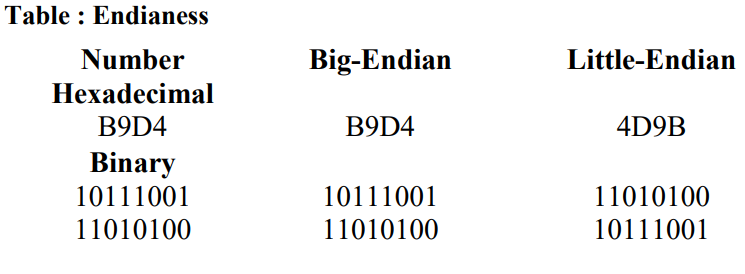 Table : Endianess
Number Big-Endian Little-Endian
Hexadecimal
B9D4 B9D4 4D9B
Binary
10111001 10111001 11010100
11010100 11010100 10111001